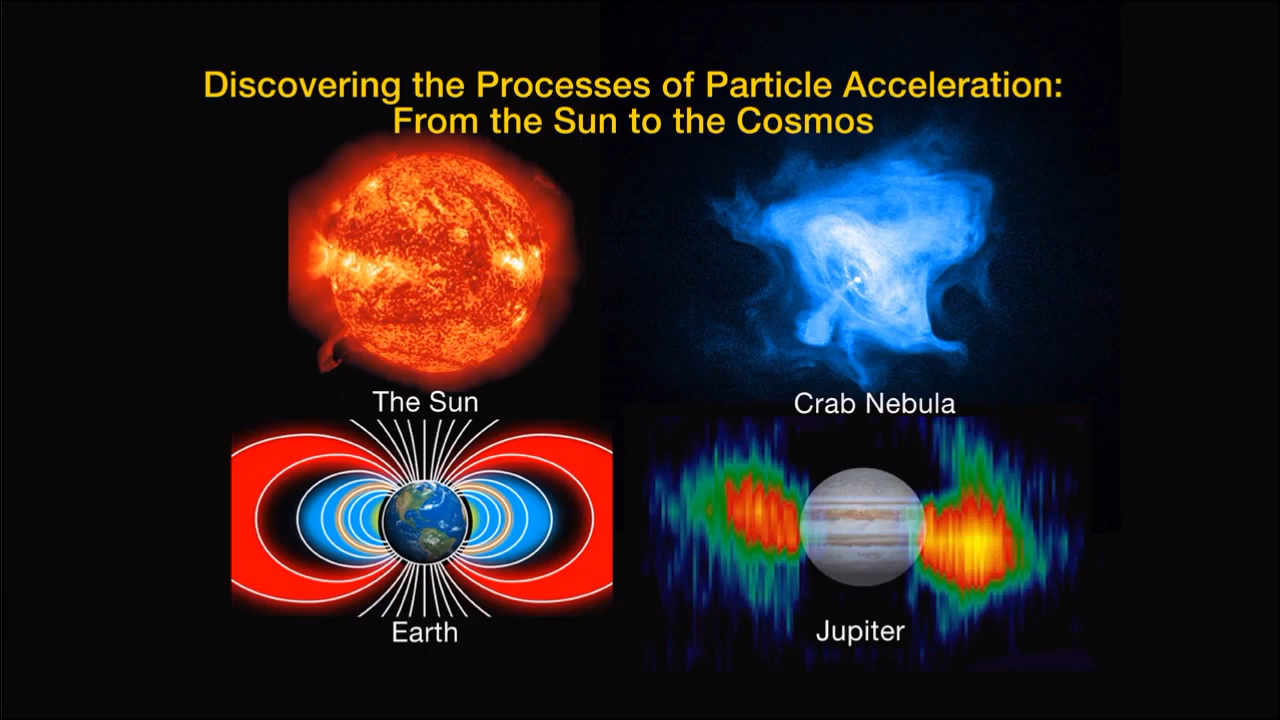 Discovering the Processes of Particle Acceleration:
From the Sun to the Cosmos
The Sun
Crab Nebula
Earth
Jupiter